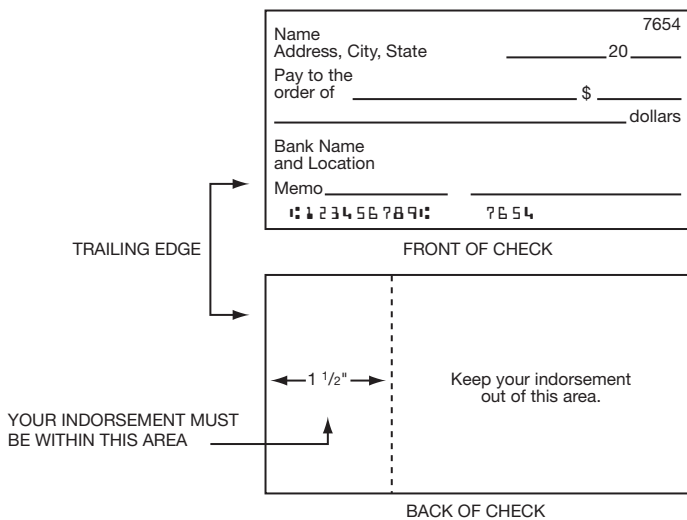 7654
Name
Address, City, State 20
Pay to the
order of $
dollars
Bank Name
and Location
Memo
⑆123456789⑆ 7654
TRAILING EDGE
FRONT OF CHECK
1 1/2"
Keep your indorsement
out of this area.
YOUR INDORSEMENT MUST
BE WITHIN THIS AREA
BACK OF CHECK